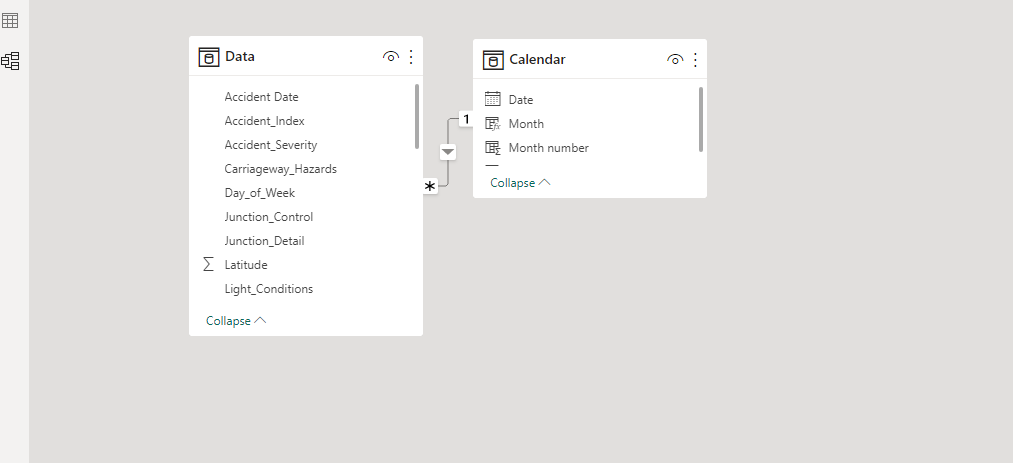 Data
Accident Date
Accident_Index
Accident_Severity
Carriageway_Hazards
Day_of_Week
Junction_Control
Junction_Detail
Σ Latitude
Light_Conditions
Collapse
*
1
Calendar
Date
Month
Month number
Collapse